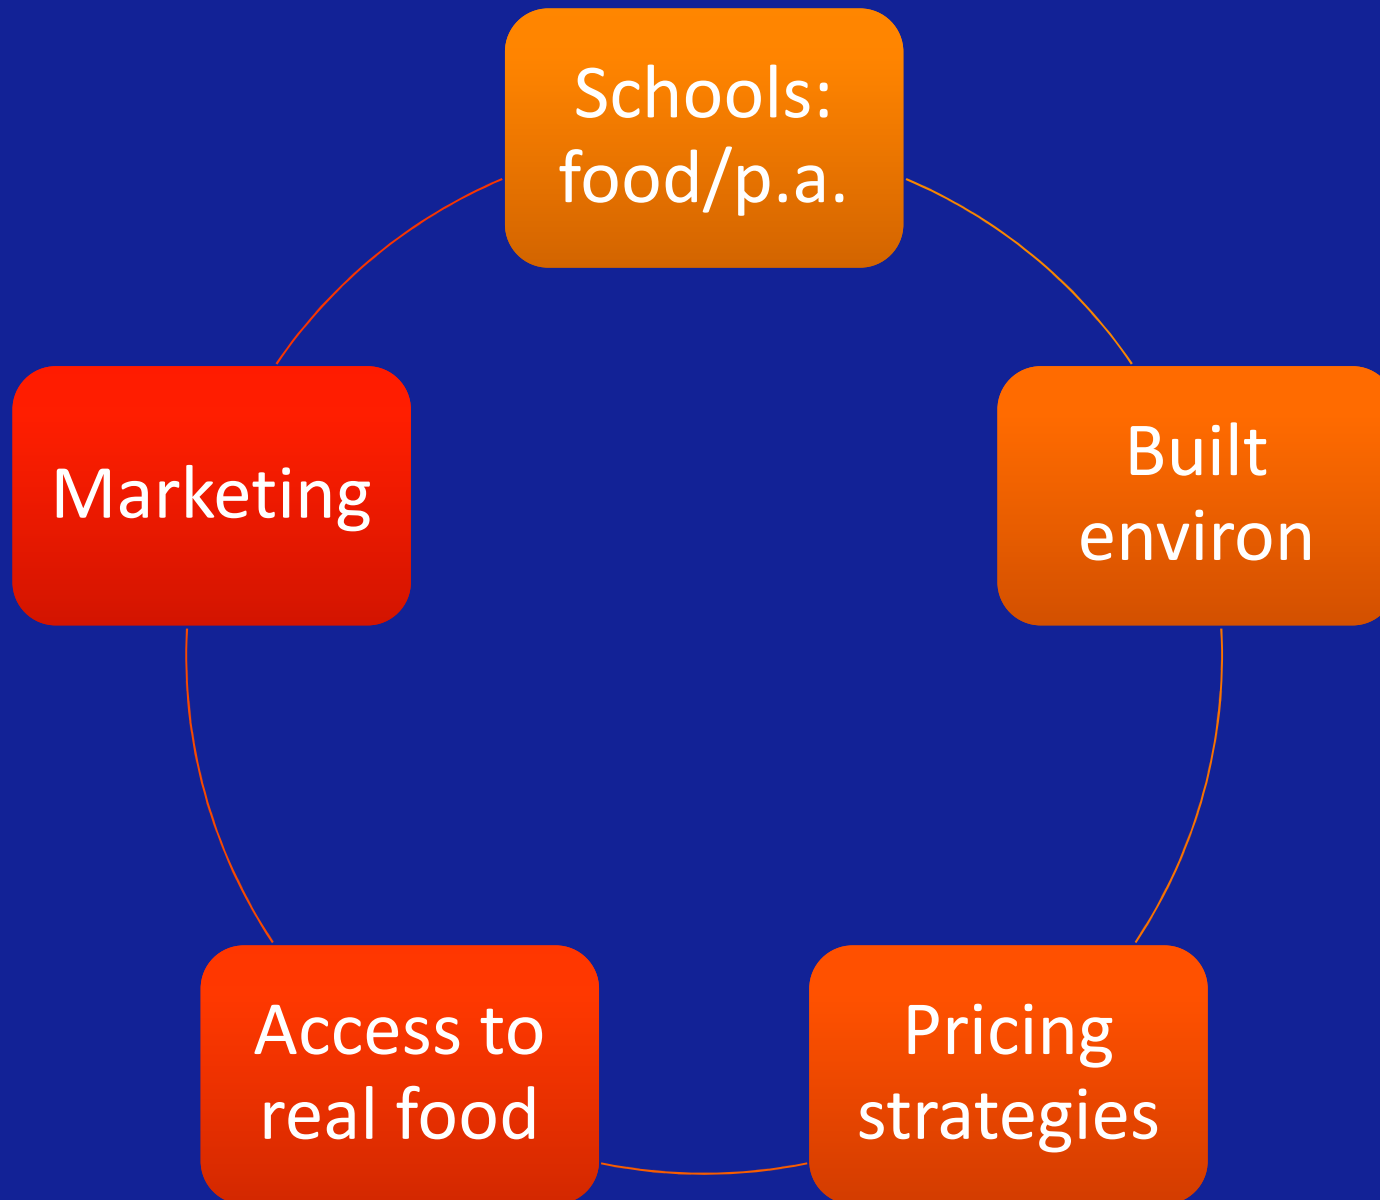 Schools:
food/p.a.
Built
environ
Pricing
strategies
Access to
real food
Marketing